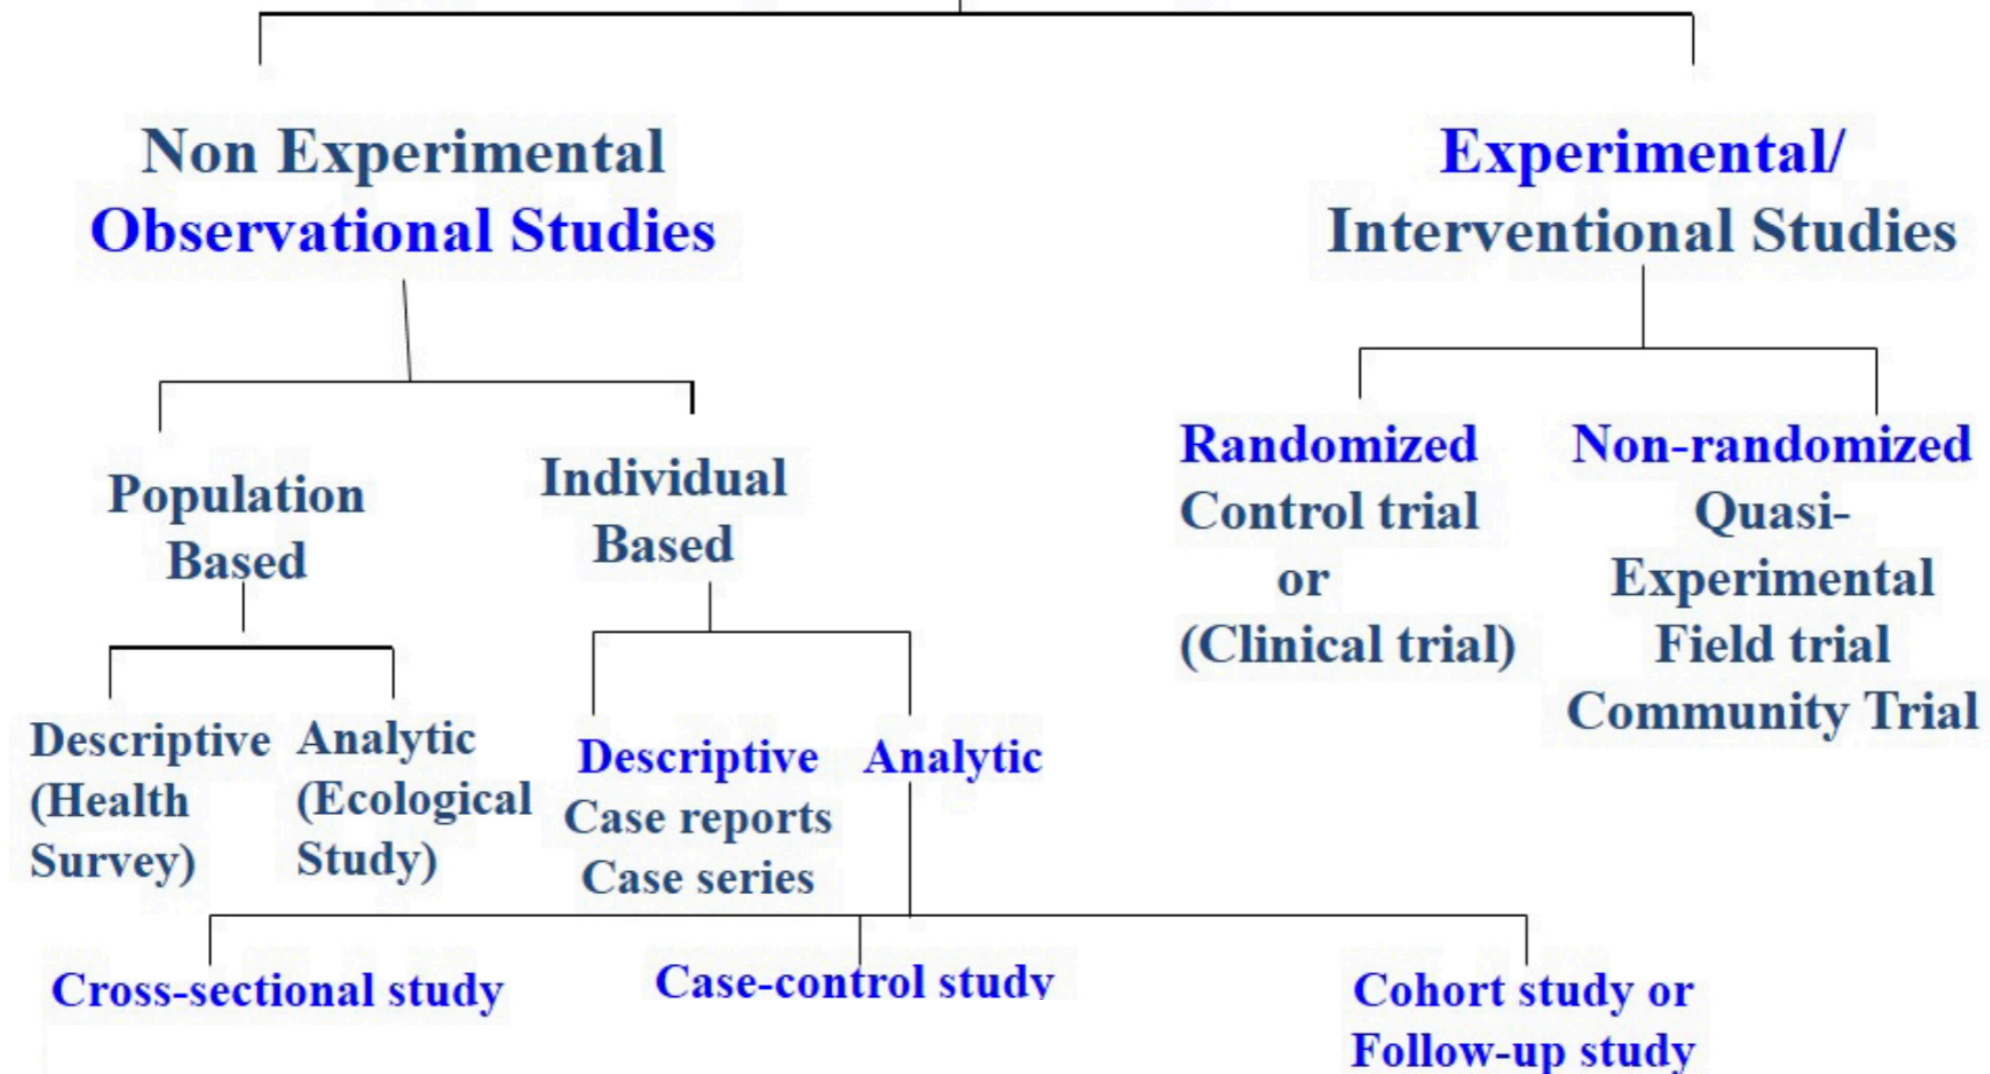 Non Experimental
Observational Studies
Experimental/
Interventional Studies
Population
Based
Individual
Based
Randomized
Control trial
or
(Clinical trial)
Non-randomized
Quasi-
Experimental
Field trial
Community Trial
Descriptive
(Health
Survey)
Analytic
(Ecological
Study)
Descriptive
Case reports
Case series
Analytic
Cross-sectional study
Case-control study
Cohort study or
Follow-up study